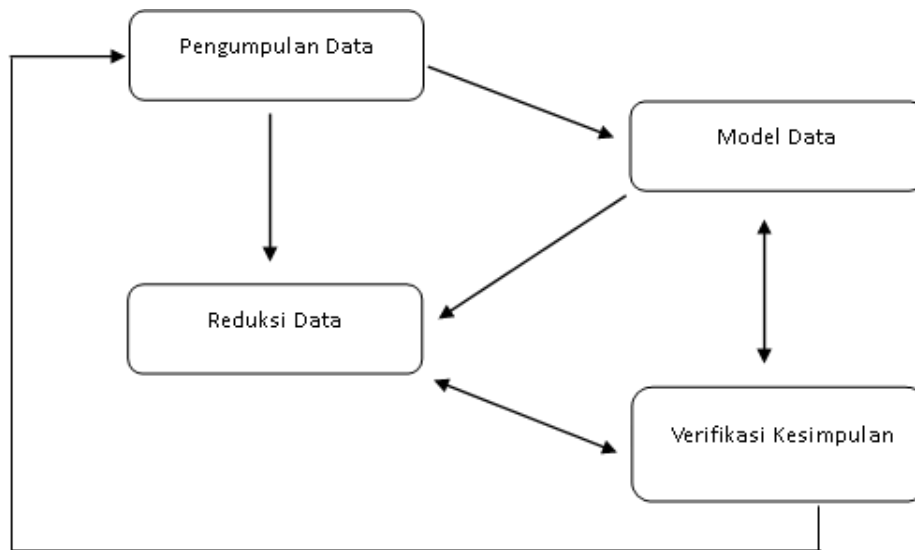 Pengumpulan Data
Model Data
Reduksi Data
Verifikasi Kesimpulan